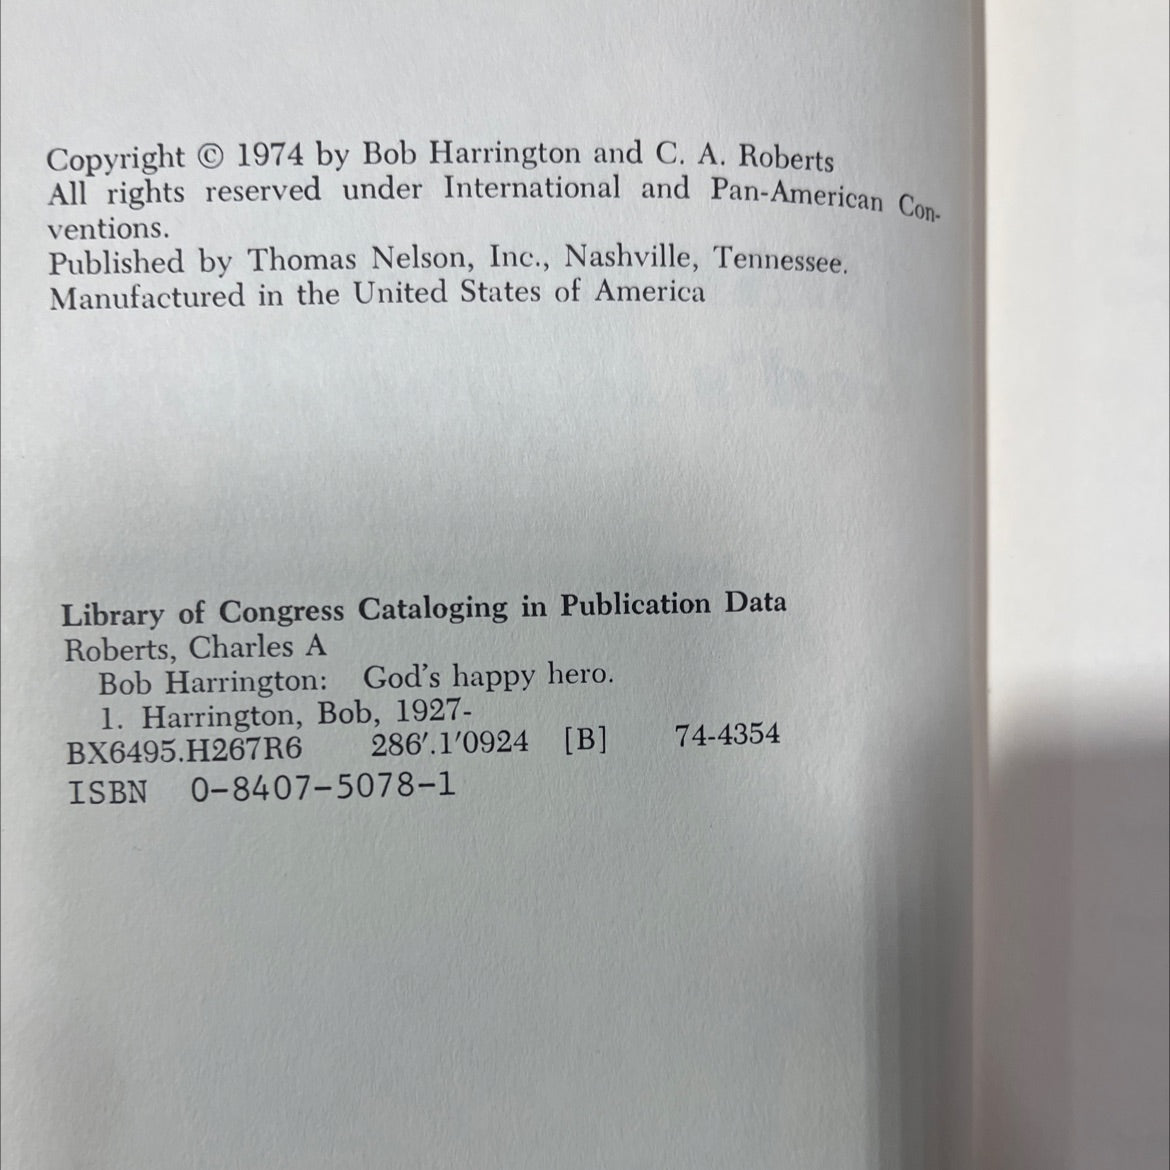 Copyright © 1974 by Bob Harrington and C. A. Roberts
All rights reserved under International and Pan-American Con-
ventions.
Published by Thomas Nelson, Inc., Nashville, Tennessee.
Manufactured in the United States of America
Library of Congress Cataloging in Publication Data
Roberts, Charles A
Bob Harrington: God's happy hero.
1. Harrington, Bob, 1927-
BX6495.H267R6 286′.1′0924 [B] 74-4354
ISBN 0-8407-5078-1